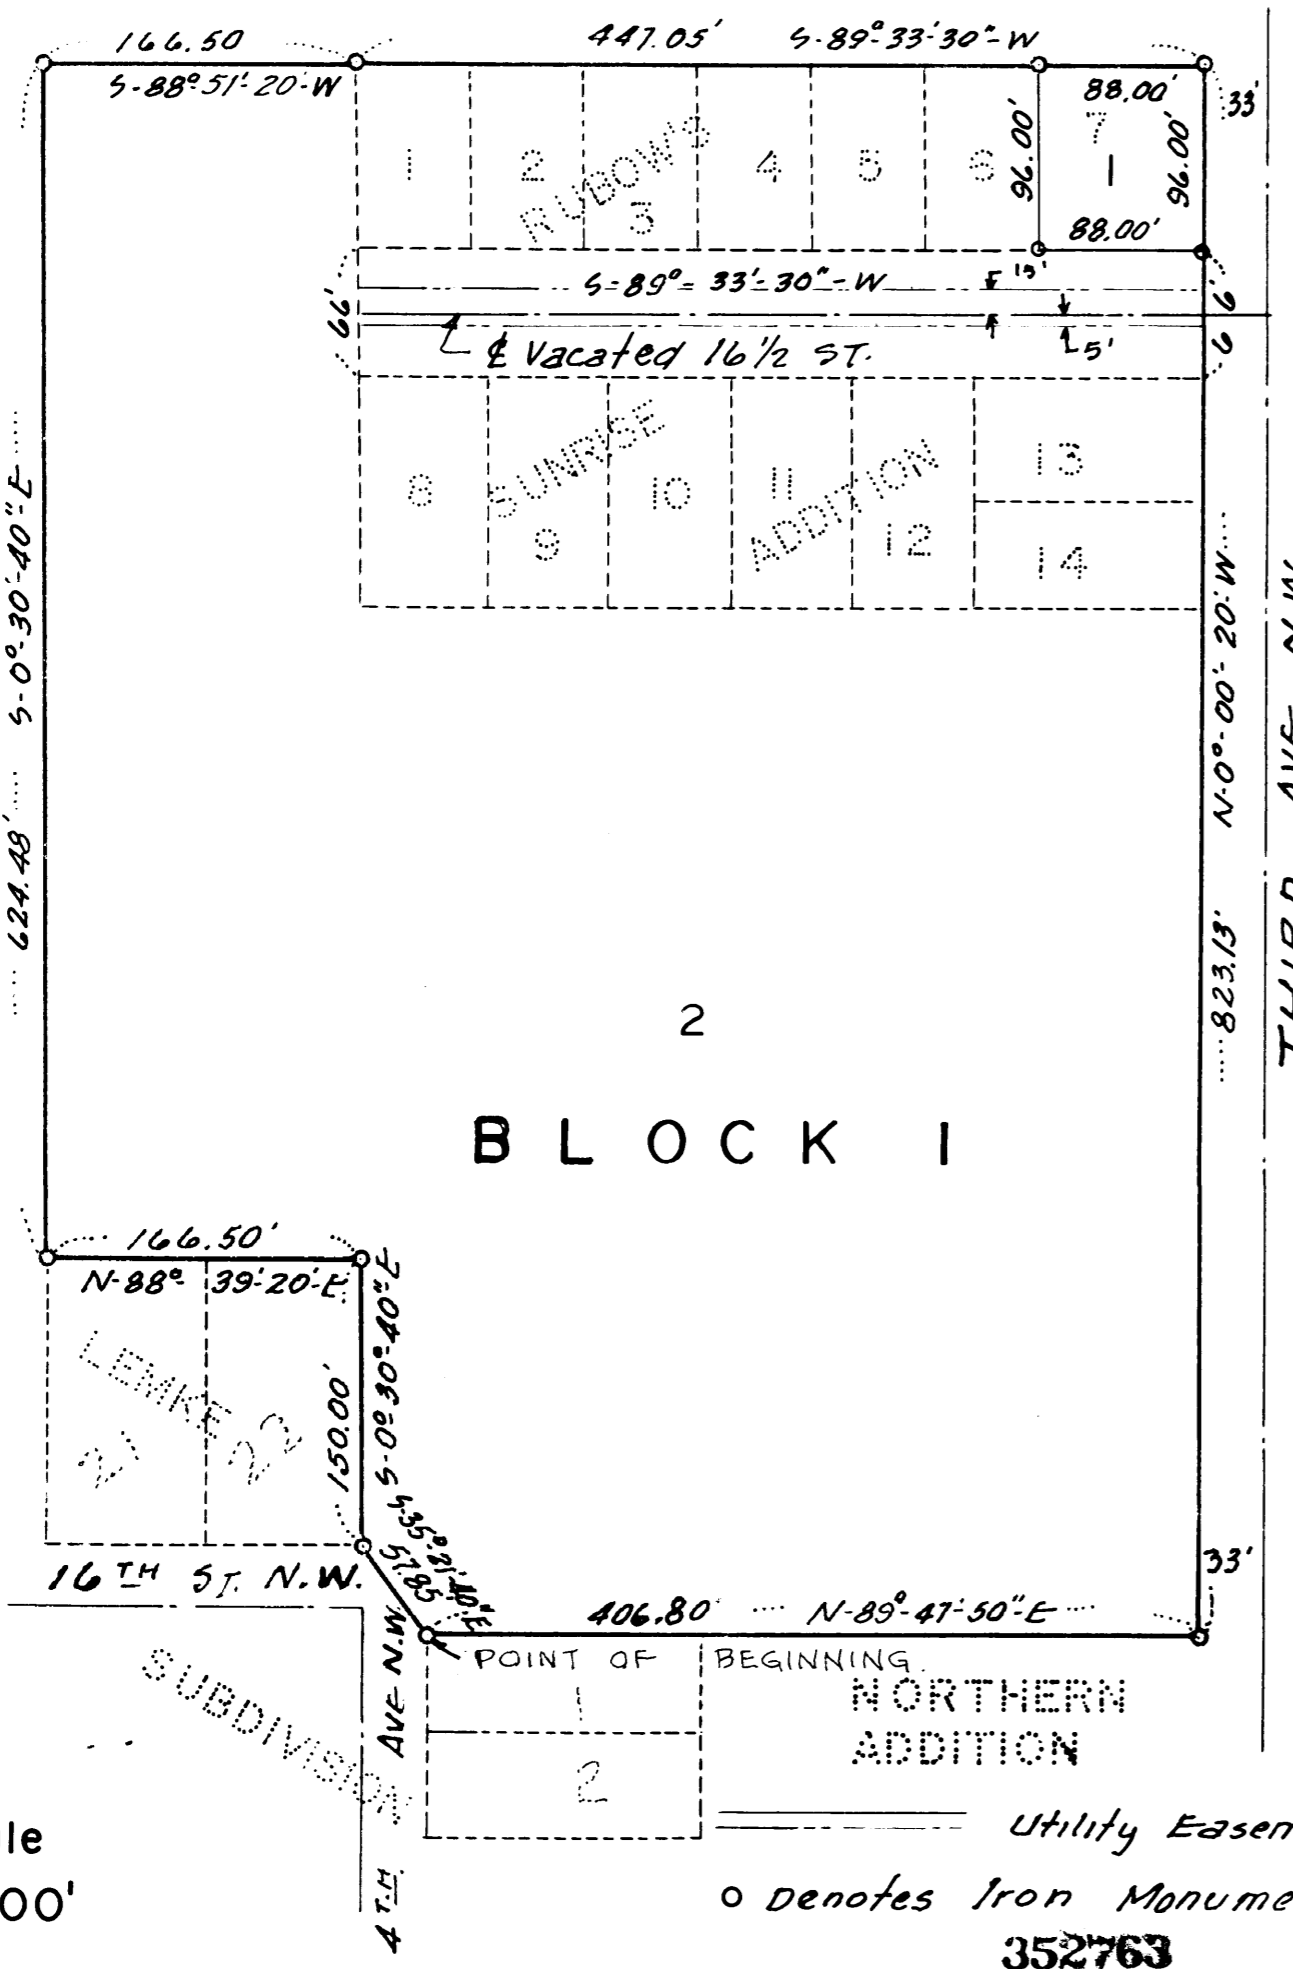 166.50
447.05'
S-89°-33'-30"-W
S-88°-51'-20'-W
88.00'
33'
96.00'
96.00'
7
1
1
2
3
4
5
6
RUBOW'S
88.00'
S-89°-33'-30"-W
15'
66'
5'
℄ Vacated 16 1/2 ST.
SUNRISE
ADDITION
8
9
10
11
12
13
14
S-0°-30'-40"-E
624.48'
N-0°-00'-20'-W
823.13'
THIRD AVE N.W.
2
BLOCK 1
166.50'
N-88°-39'-20'-E
S-0°-30'-40"-E
150.00'
LEMKE
21
22
57.85
16TH ST. N.W.
406.80'
N-89°-47'-50"-E
33'
POINT OF BEGINNING
1
2
NORTHERN
ADDITION
SUBDIVISION
4TH AVE N.W.
le
00'
Utility Easen
o Denotes Iron Monume
352763